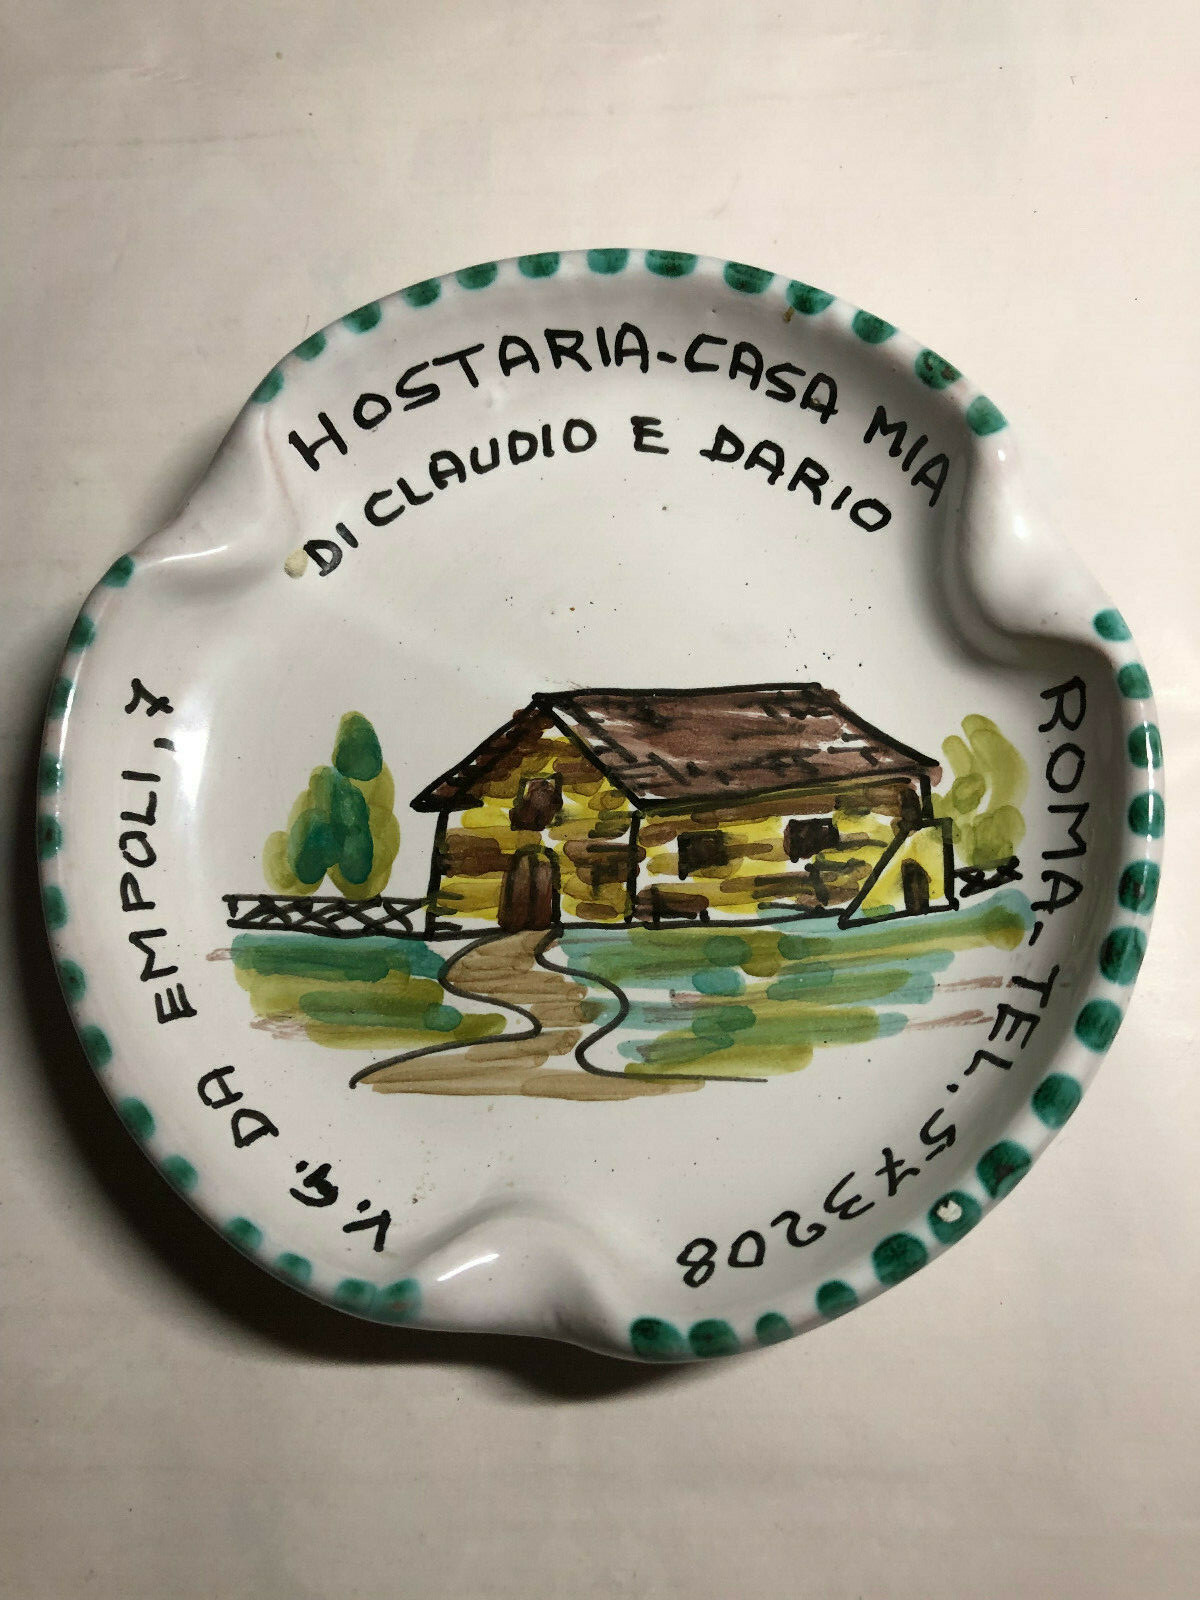 HOSTARIA-CASA MIA
DI CLAUDIO E DARIO
V.G. DA EMPOLI, 7
ROMA-TEL. 573208